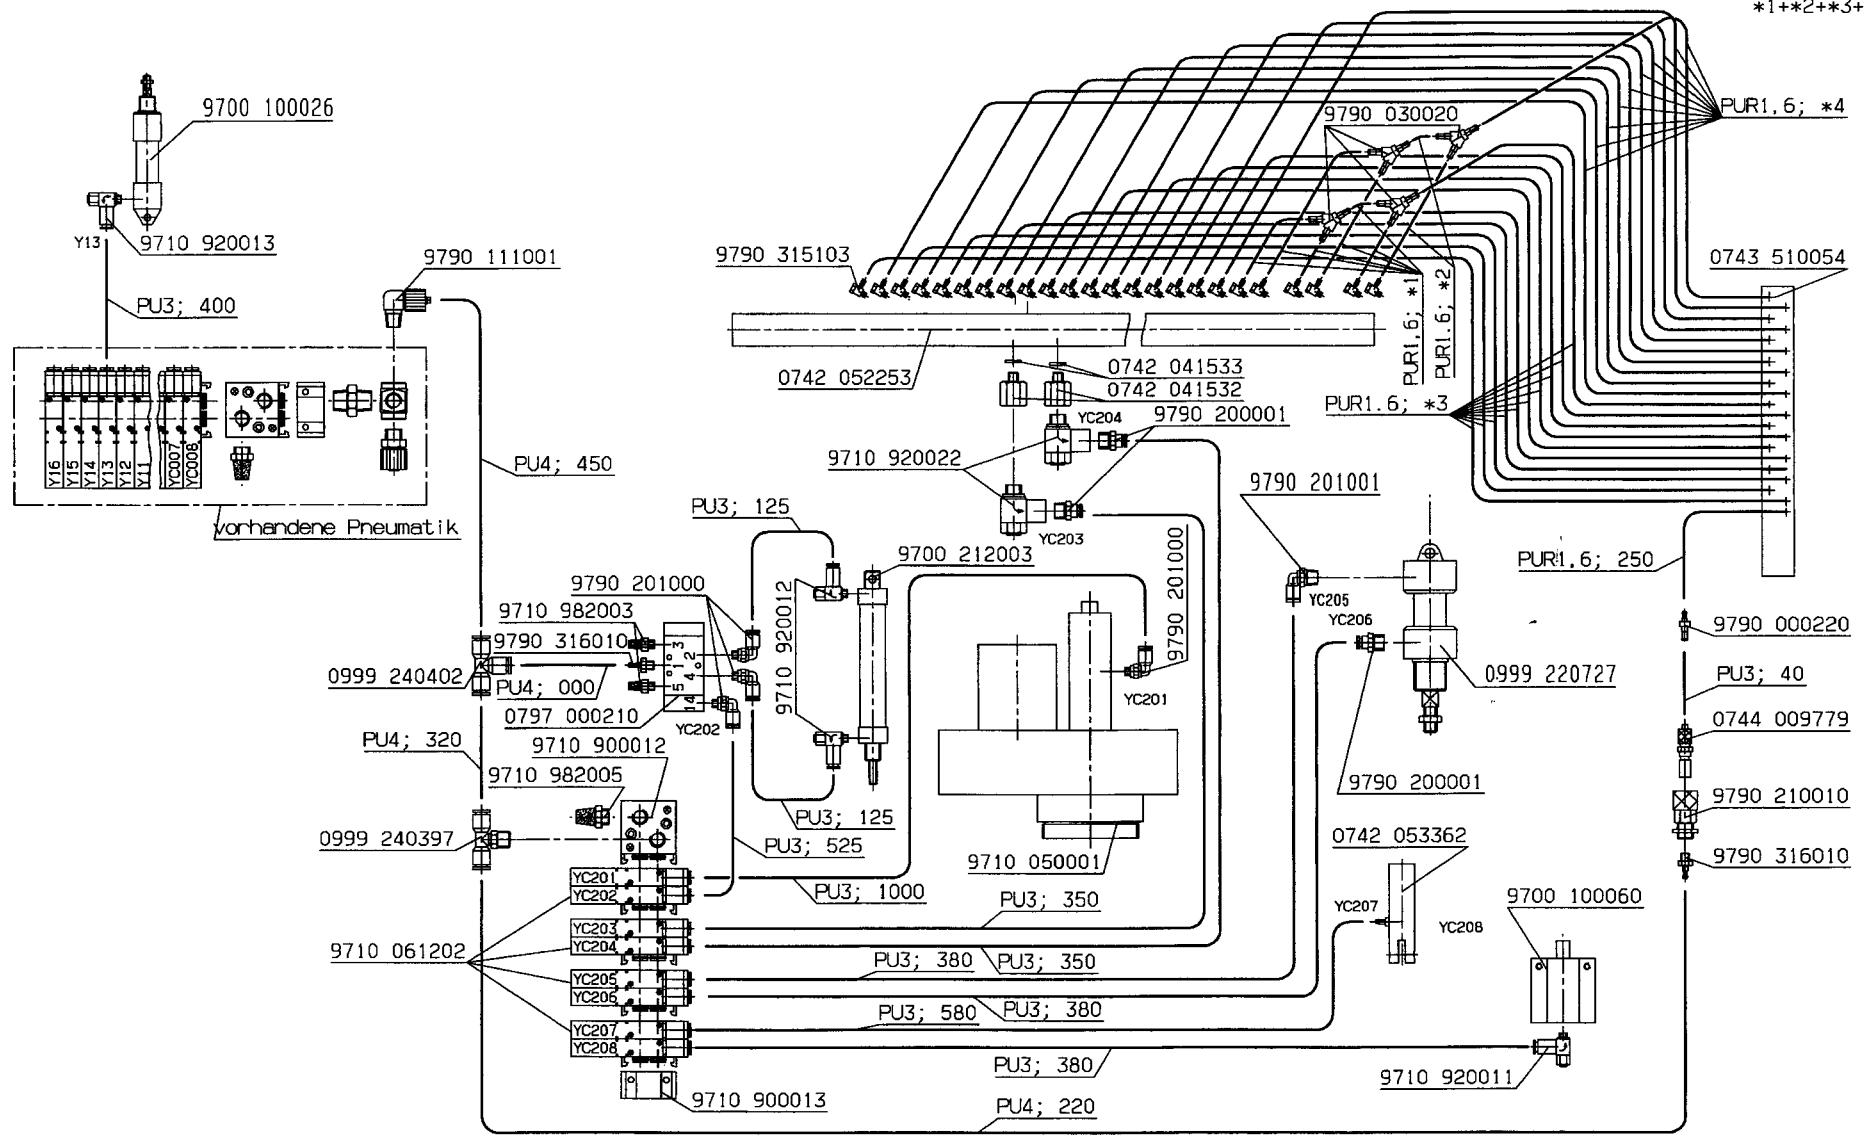 *1+*2+*3+
9700 100026
9790 030020
PUR1.6; *4
Y13
9710 920013
9790 111001
9790 315103
0743 510054
PU3; 400
PUR1.6; *1
PUR1.6; *2
0742 052253
0742 041533
0742 041532
PUR1.6; *3
YC204
9790 200001
Y16
Y15
Y14
Y13
Y12
Y11
YC007
YC008
PU4; 450
9710 920022
9790 201001
vorhandene Pneumatik
PU3; 125
YC203
9700 212003
9790 201000
PUR1.6; 250
9790 201000
9710 982003
9790 316010
9710 920012
YC205
YC206
9790 000220
3
2
1
4
5
14
0999 240402
PU4; 000
0797 000210
YC202
YC201
0999 220727
PU3; 40
0744 009779
PU4; 320
9710 900012
9710 982005
9790 200001
9790 210010
PU3; 125
0999 240397
PU3; 525
9710 050001
0742 053362
9790 316010
YC201
YC202
PU3; 1000
PU3; 350
9700 100060
YC207
YC208
YC203
YC204
9710 061202
PU3; 380
PU3; 350
YC205
YC206
PU3; 580
PU3; 380
YC207
YC208
PU3; 380
9710 920011
9710 900013
PU4; 220